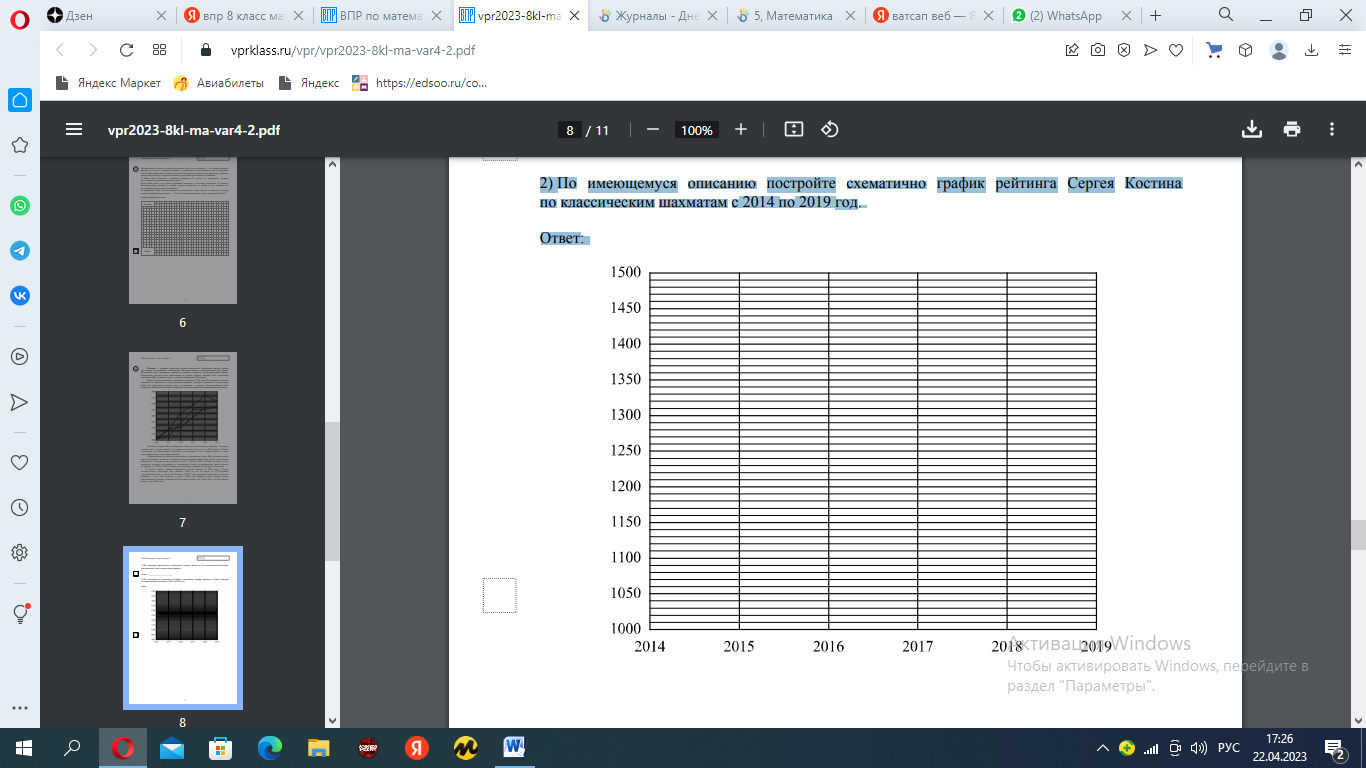 Дзен
впр 8 класс ма
ВПР по матема
vpr2023-8kl-ma
Журналы - Дне
5, Математика
ватсап веб — Я
(2) WhatsApp
vprklass.ru/vpr/vpr2023-8kl-ma-var4-2.pdf
Яндекс Маркет
Авиабилеты
Яндекс
https://edsoo.ru/co...
vpr2023-8kl-ma-var4-2.pdf
8 / 11
100%
6
7
8
2) По имеющемуся описанию постройте схематично график рейтинга Сергея Костина
по классическим шахматам с 2014 по 2019 год.
Ответ:
1500
1450
1400
1350
1300
1250
1200
1150
1100
1050
1000
2014 2015 2016 2017 2018 2019
Активация Windows
Чтобы активировать Windows, перейдите в
раздел "Параметры".
РУС
17:26
22.04.2023
2